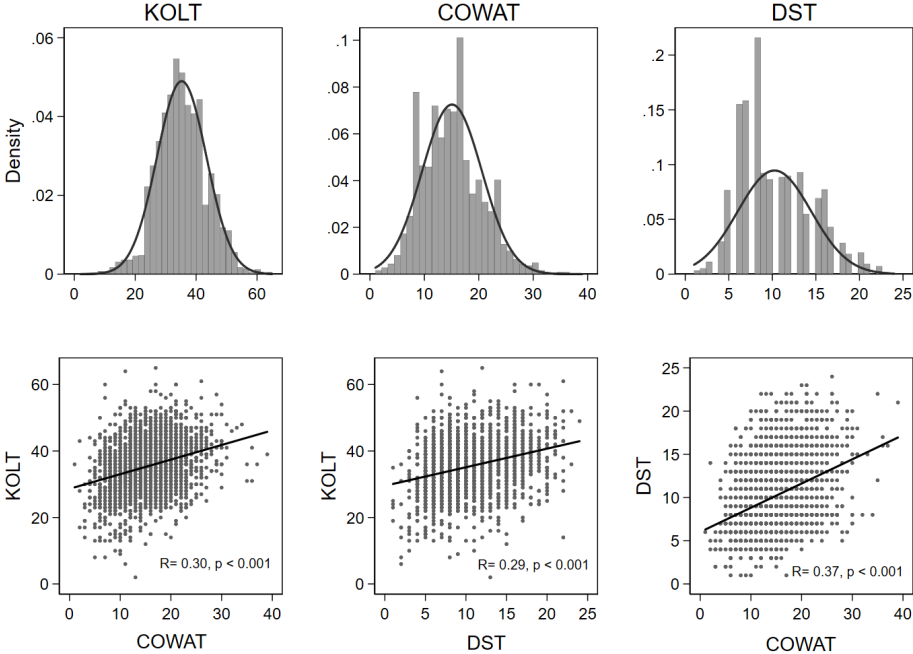 KOLT COWAT DST
Density
.06
.04
.02
0
0 20 40 60
.1
.08
.06
.04
.02
0
0 10 20 30 40
.2
.15
.1
.05
0
0 5 10 15 20 25
KOLT
60
40
20
0
R= 0.30, p < 0.001
0 10 20 30 40
COWAT
KOLT
60
40
20
0
R= 0.29, p < 0.001
0 5 10 15 20 25
DST
DST
25
20
15
10
5
0
R= 0.37, p < 0.001
0 10 20 30 40
COWAT